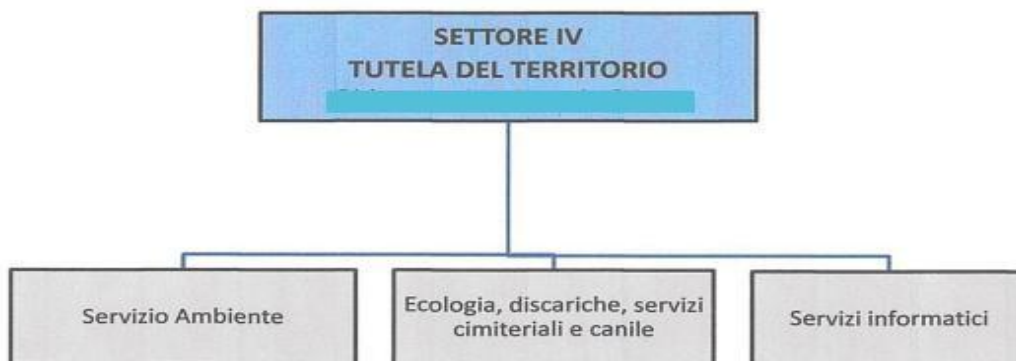 SETTORE IV
TUTELA DEL TERRITORIO
Servizio Ambiente
Ecologia, discariche, servizi
cimiteriali e canile
Servizi informatici